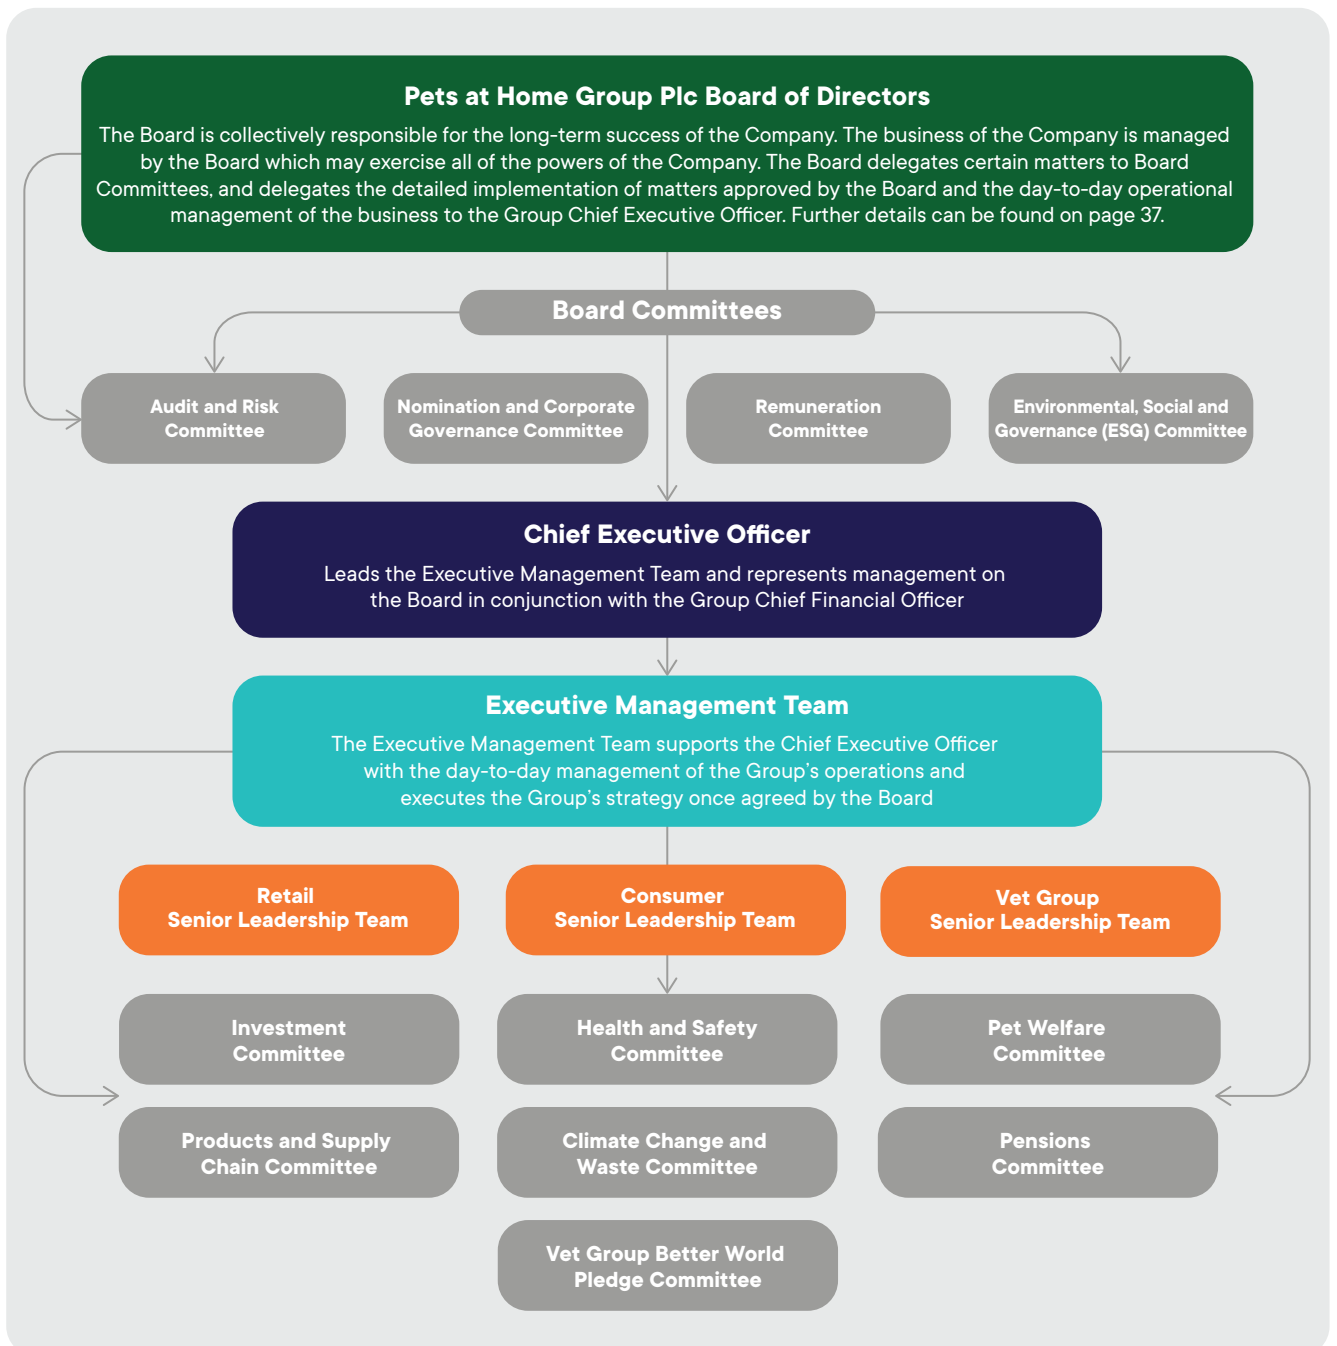 Pets at Home Group Plc Board of Directors
The Board is collectively responsible for the long-term success of the Company. The business of the Company is managed
by the Board which may exercise all of the powers of the Company. The Board delegates certain matters to Board
Committees, and delegates the detailed implementation of matters approved by the Board and the day-to-day operational
management of the business to the Group Chief Executive Officer. Further details can be found on page 37.
Board Committees
Audit and Risk
Committee
Nomination and Corporate
Governance Committee
Remuneration
Committee
Environmental, Social and
Governance (ESG) Committee
Chief Executive Officer
Leads the Executive Management Team and represents management on
the Board in conjunction with the Group Chief Financial Officer
Executive Management Team
The Executive Management Team supports the Chief Executive Officer
with the day-to-day management of the Group’s operations and
executes the Group’s strategy once agreed by the Board
Retail
Senior Leadership Team
Consumer
Senior Leadership Team
Vet Group
Senior Leadership Team
Investment
Committee
Health and Safety
Committee
Pet Welfare
Committee
Products and Supply
Chain Committee
Climate Change and
Waste Committee
Pensions
Committee
Vet Group Better World
Pledge Committee